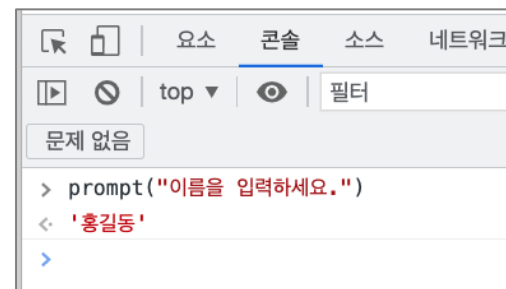 요소 콘솔 소스 네트워크
top ▼ 필터
문제 없음
> prompt("이름을 입력하세요.")
<· '홍길동'
>